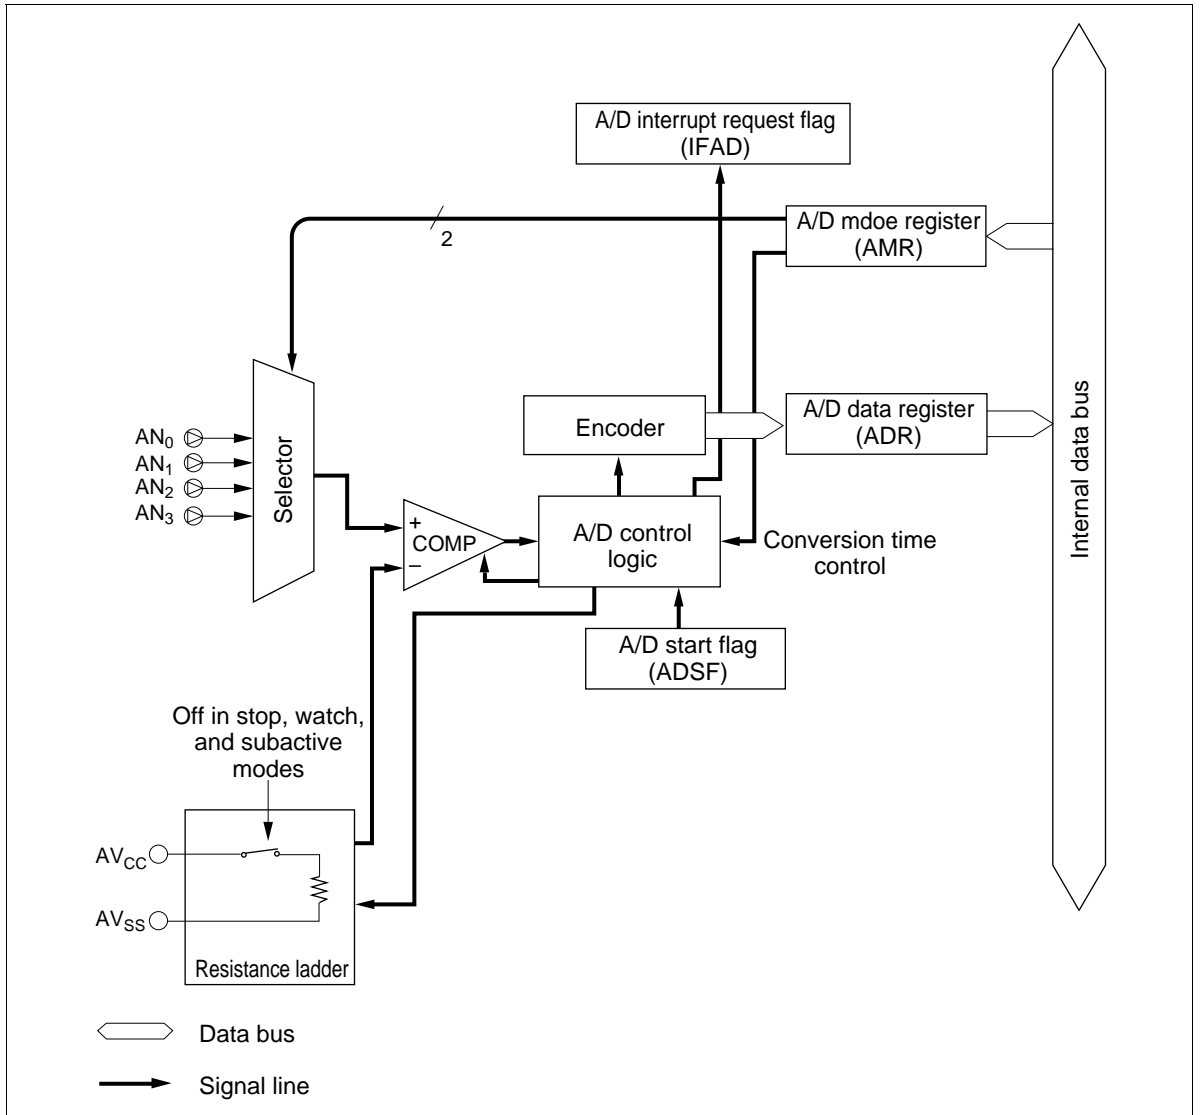 A/D interrupt request flag
(IFAD)
2
A/D mdoe register
(AMR)
Internal data bus
Selector
AN0
AN1
AN2
AN3
Encoder
A/D data register
(ADR)
+
COMP
–
A/D control
logic
Conversion time
control
A/D start flag
(ADSF)
Off in stop, watch,
and subactive
modes
AVCC
AVSS
Resistance ladder
Data bus
Signal line